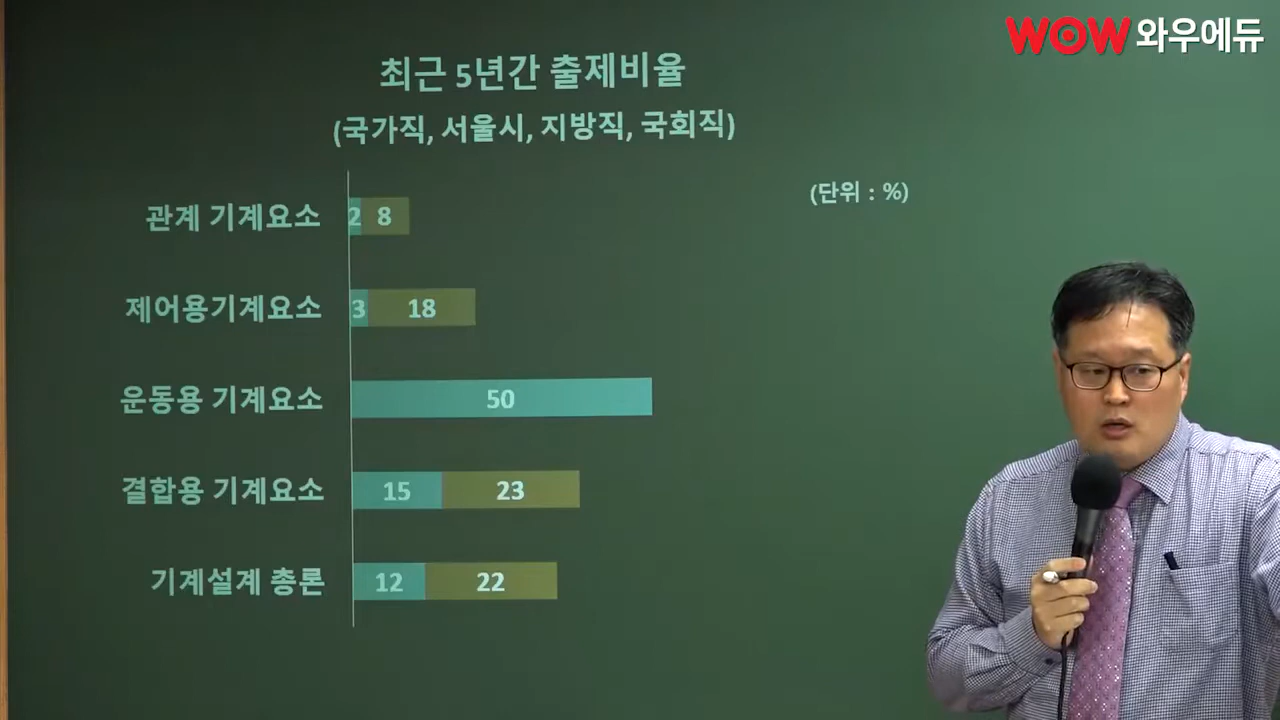 WOW와우에듀
최근 5년간 출제비율
(국가직, 서울시, 지방직, 국회직)
(단위 : %)
관계 기계요소 2 8
제어용기계요소 3 18
운동용 기계요소 50
결합용 기계요소 15 23
기계설계 총론 12 22